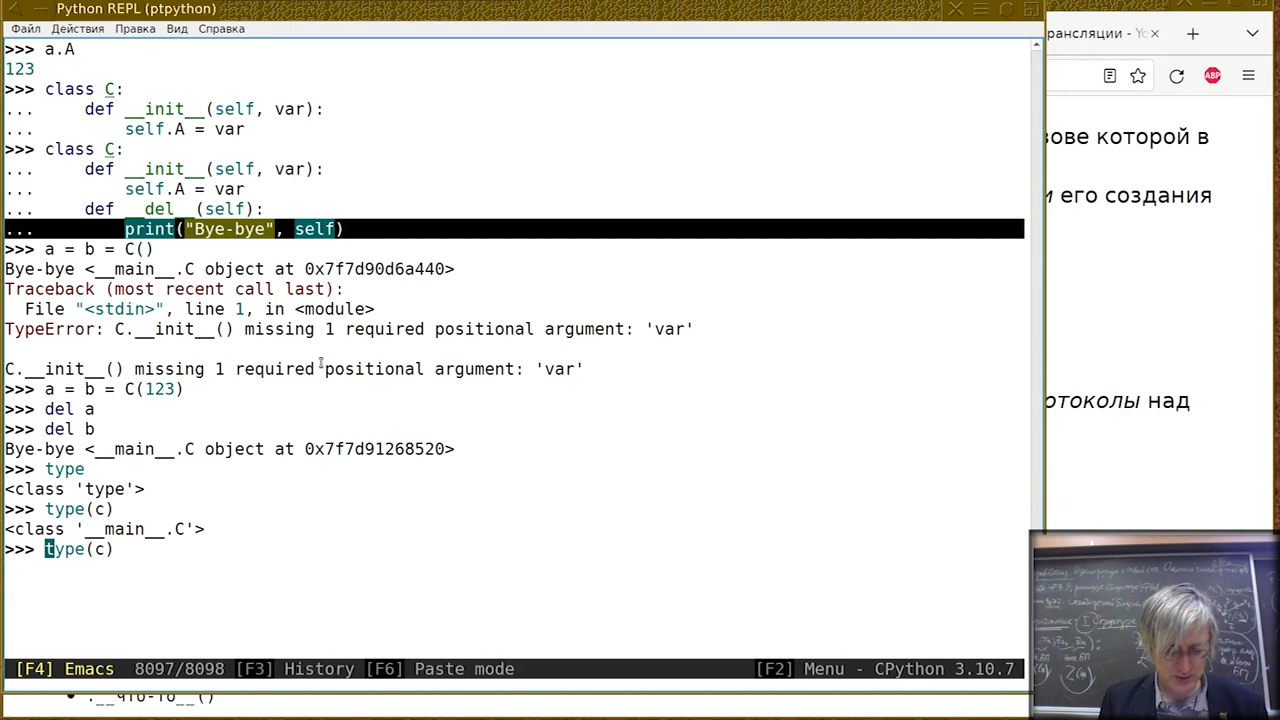 Python REPL (ptpython)
Файл Действия Правка Вид Справка
>>> a.A
123
>>> class C:
... def __init__(self, var):
... self.A = var
>>> class C:
... def __init__(self, var):
... self.A = var
... def __del__(self):
... print("Bye-bye", self)
>>> a = b = C()
Bye-bye <__main__.C object at 0x7f7d90d6a440>
Traceback (most recent call last):
File "<stdin>", line 1, in <module>
TypeError: C.__init__() missing 1 required positional argument: 'var'
C.__init__() missing 1 required positional argument: 'var'
>>> a = b = C(123)
>>> del a
>>> del b
Bye-bye <__main__.C object at 0x7f7d91268520>
>>> type
<class 'type'>
>>> type(c)
<class '__main__.C'>
>>> type(c)
[F4] Emacs 8097/8098 [F3] History [F6] Paste mode [F2] Menu - CPython 3.10.7
рансляции - Yo
ABP
зове которой в
и его создания
отоколы над
.__что-то__()